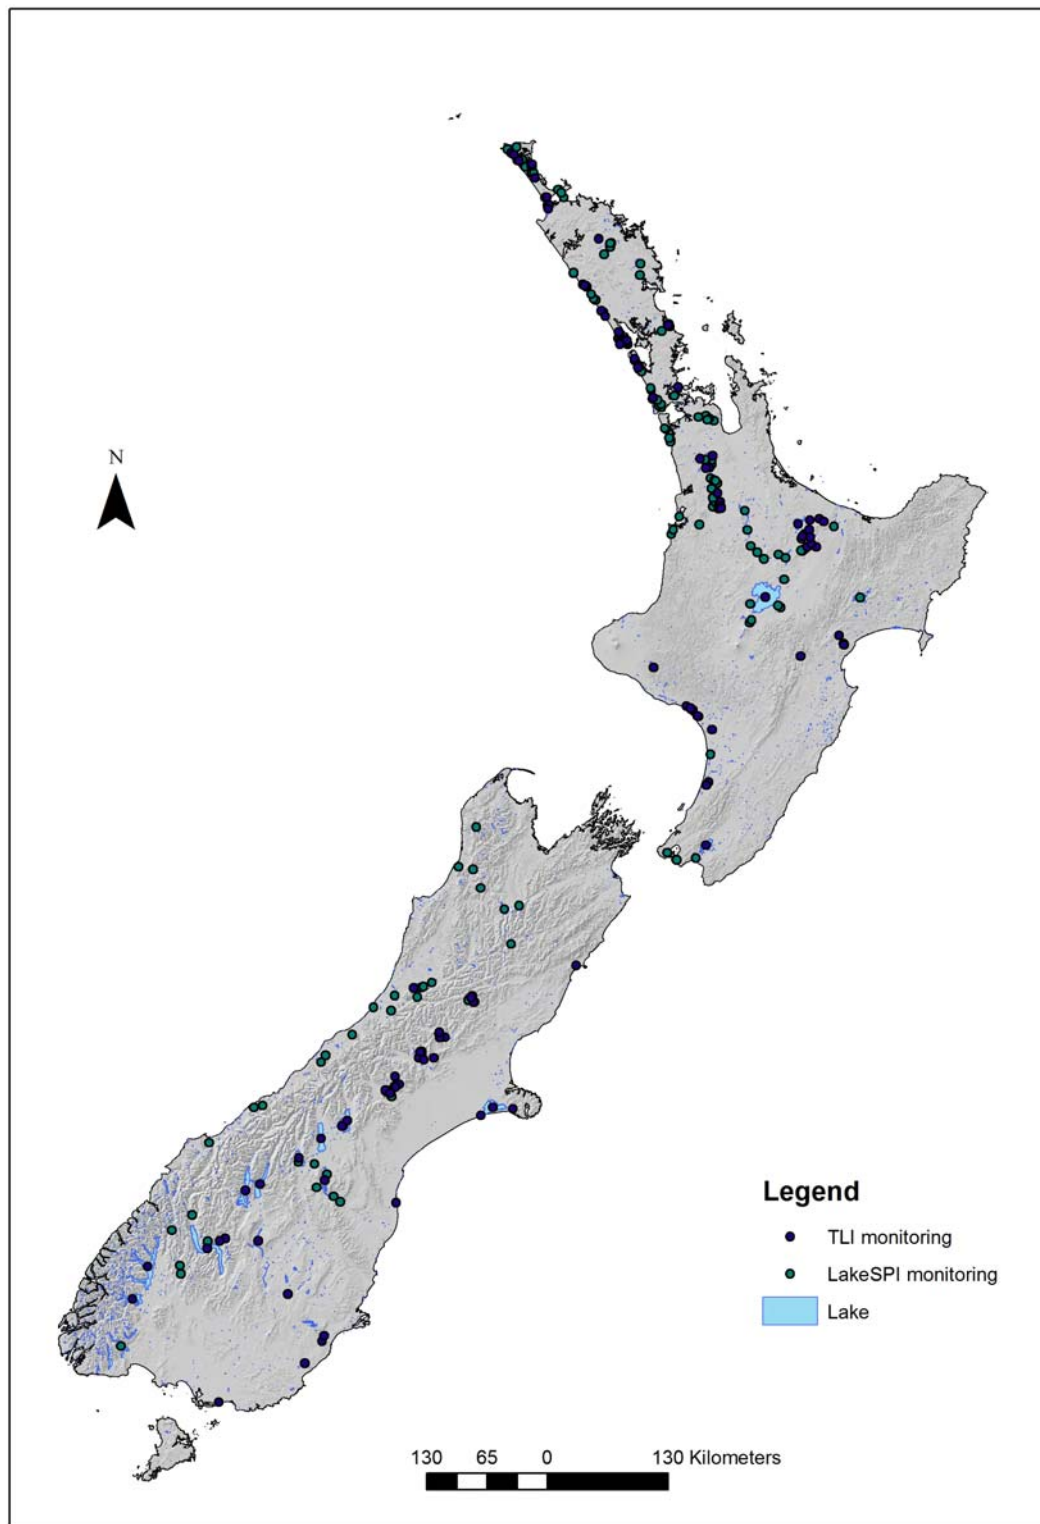 N
Legend
TLI monitoring
LakeSPI monitoring
Lake
130 65 0 130 Kilometers